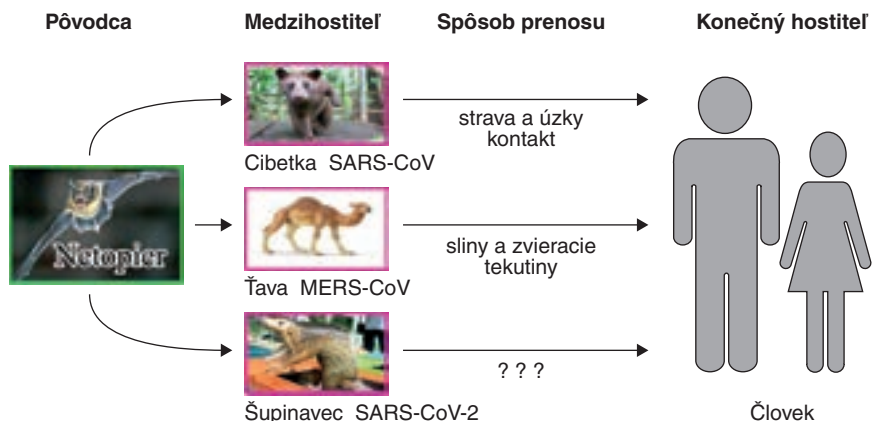 Pôvodca
Medzihostiteľ
Spôsob prenosu
Konečný hostiteľ
Cibetka SARS-CoV
strava a úzky
kontakt
Netopier
Ťava MERS-CoV
sliny a zvieracie
tekutiny
Šupinavec SARS-CoV-2
? ? ?
Človek